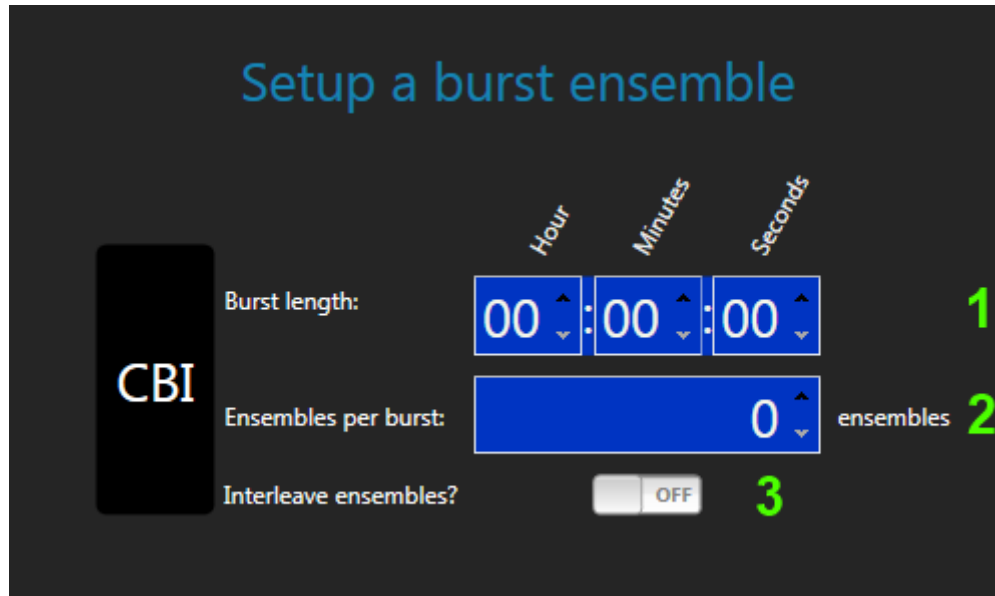 Setup a burst ensemble
Hour Minutes Seconds
Burst length: 00 : 00 : 00 1
CBI
Ensembles per burst: 0 ensembles 2
Interleave ensembles? OFF 3